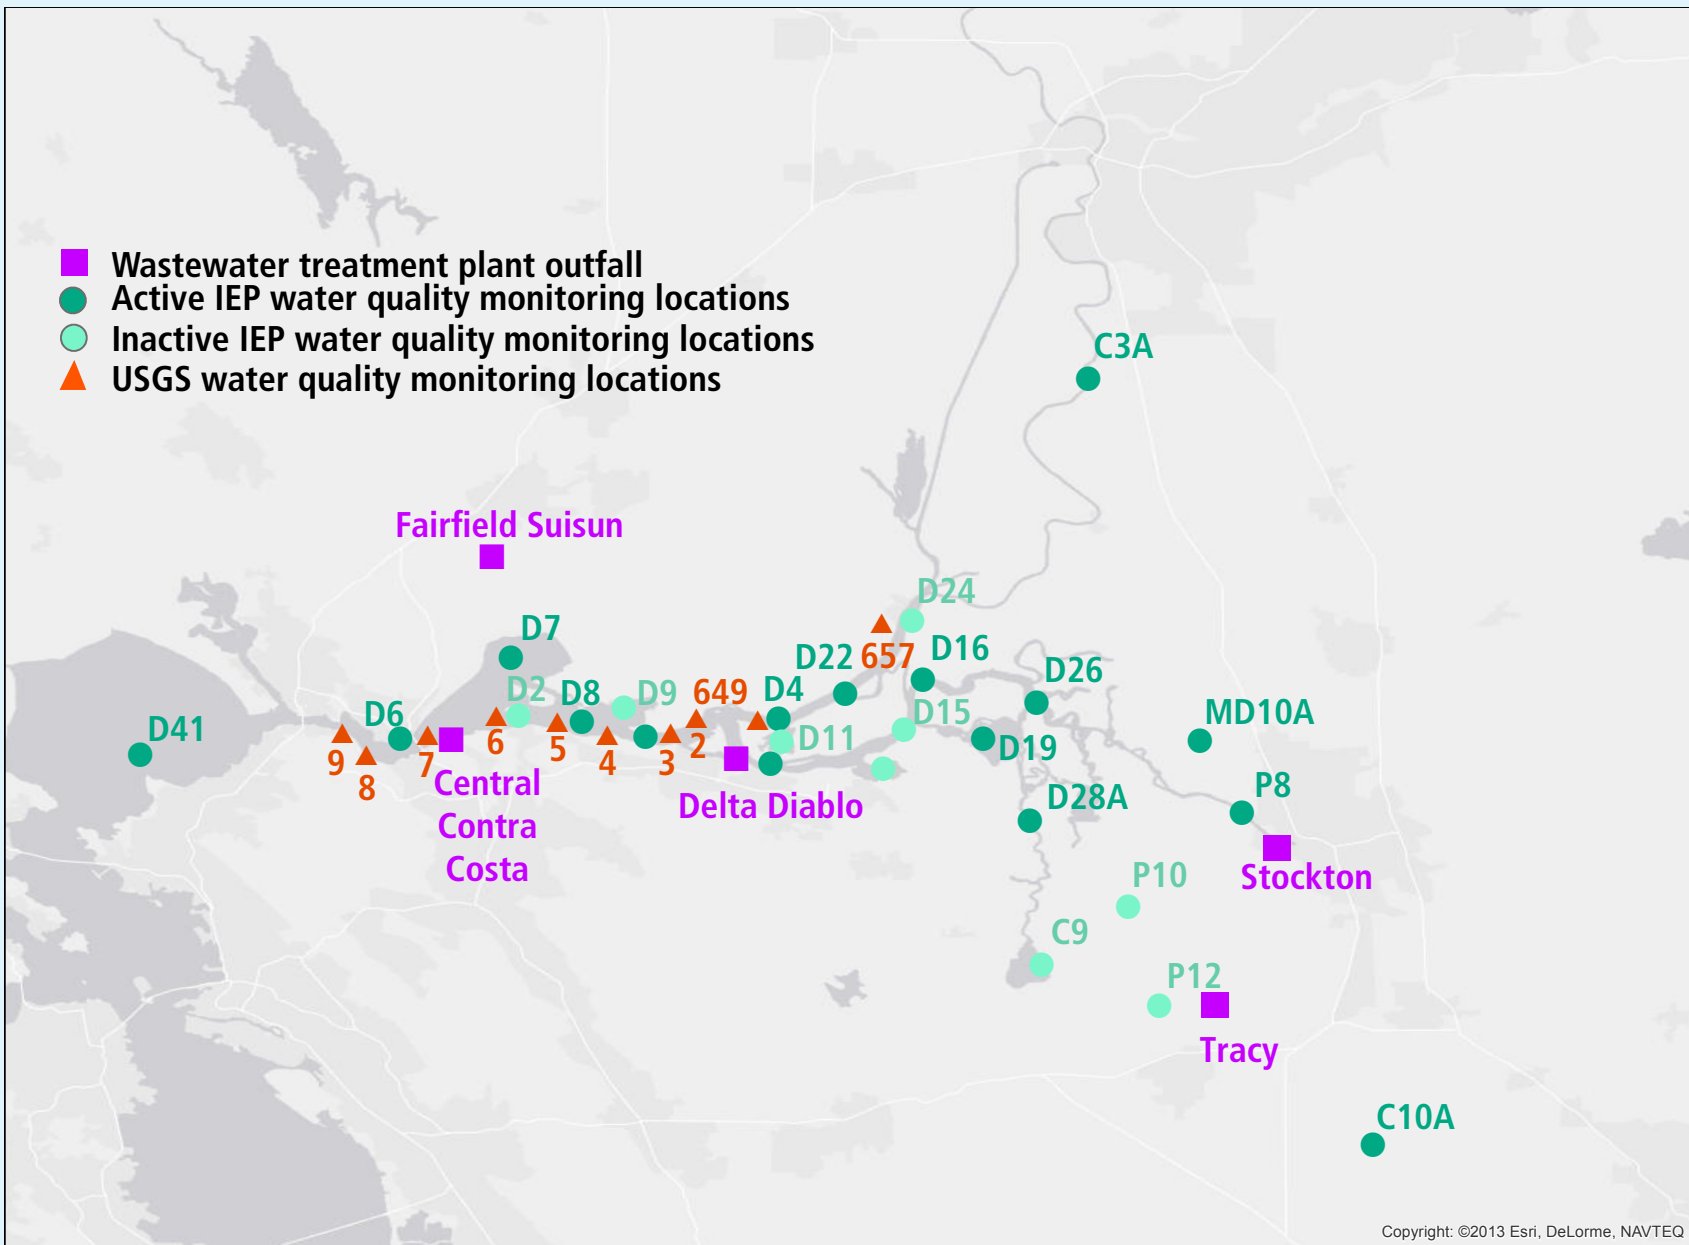 Wastewater treatment plant outfall
Active IEP water quality monitoring locations
Inactive IEP water quality monitoring locations
USGS water quality monitoring locations
C3A
Fairfield Suisun
D24
D7
D22
657
D16
D26
D2
D8
D9
649
D4
D15
MD10A
D41
D6
D11
D19
9
8
7
6
5
4
3
2
Central
Contra
Costa
Delta Diablo
D28A
P8
Stockton
P10
C9
P12
Tracy
C10A
Copyright: ©2013 Esri, DeLorme, NAVTEQ